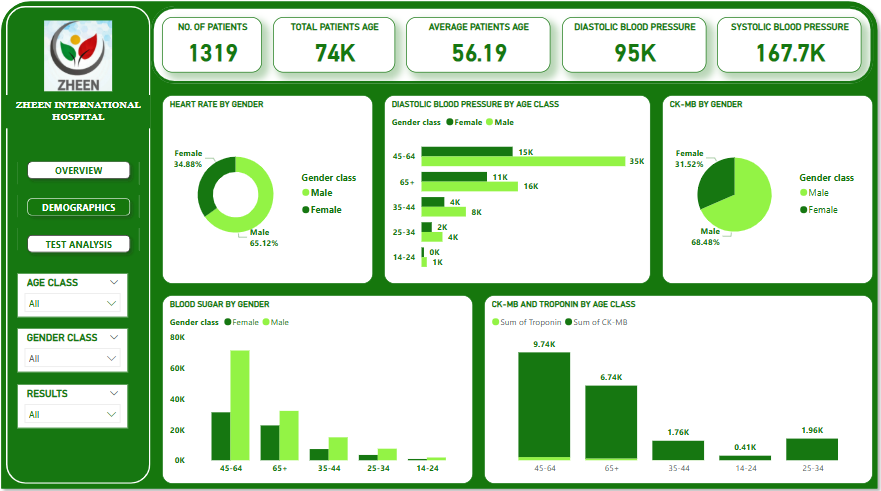 ZHEEN
ZHEEN INTERNATIONAL
HOSPITAL
OVERVIEW
DEMOGRAPHICS
TEST ANALYSIS
AGE CLASS
All
GENDER CLASS
All
RESULTS
All
NO. OF PATIENTS
1319
TOTAL PATIENTS AGE
74K
AVERAGE PATIENTS AGE
56.19
DIASTOLIC BLOOD PRESSURE
95K
SYSTOLIC BLOOD PRESSURE
167.7K
HEART RATE BY GENDER
Female
34.88%
Male
65.12%
Gender class
Male
Female
DIASTOLIC BLOOD PRESSURE BY AGE CLASS
Gender class Female Male
45-64 15K
35K
65+ 11K
16K
35-44 4K
8K
25-34 2K
4K
14-24 0K
1K
CK-MB BY GENDER
Female
31.52%
Male
68.48%
Gender class
Male
Female
BLOOD SUGAR BY GENDER
Gender class Female Male
80K
60K
40K
20K
0K
45-64 65+ 35-44 25-34 14-24
CK-MB AND TROPONIN BY AGE CLASS
Sum of Troponin Sum of CK-MB
9.74K
6.74K
1.76K
0.41K
1.96K
45-64 65+ 35-44 14-24 25-34